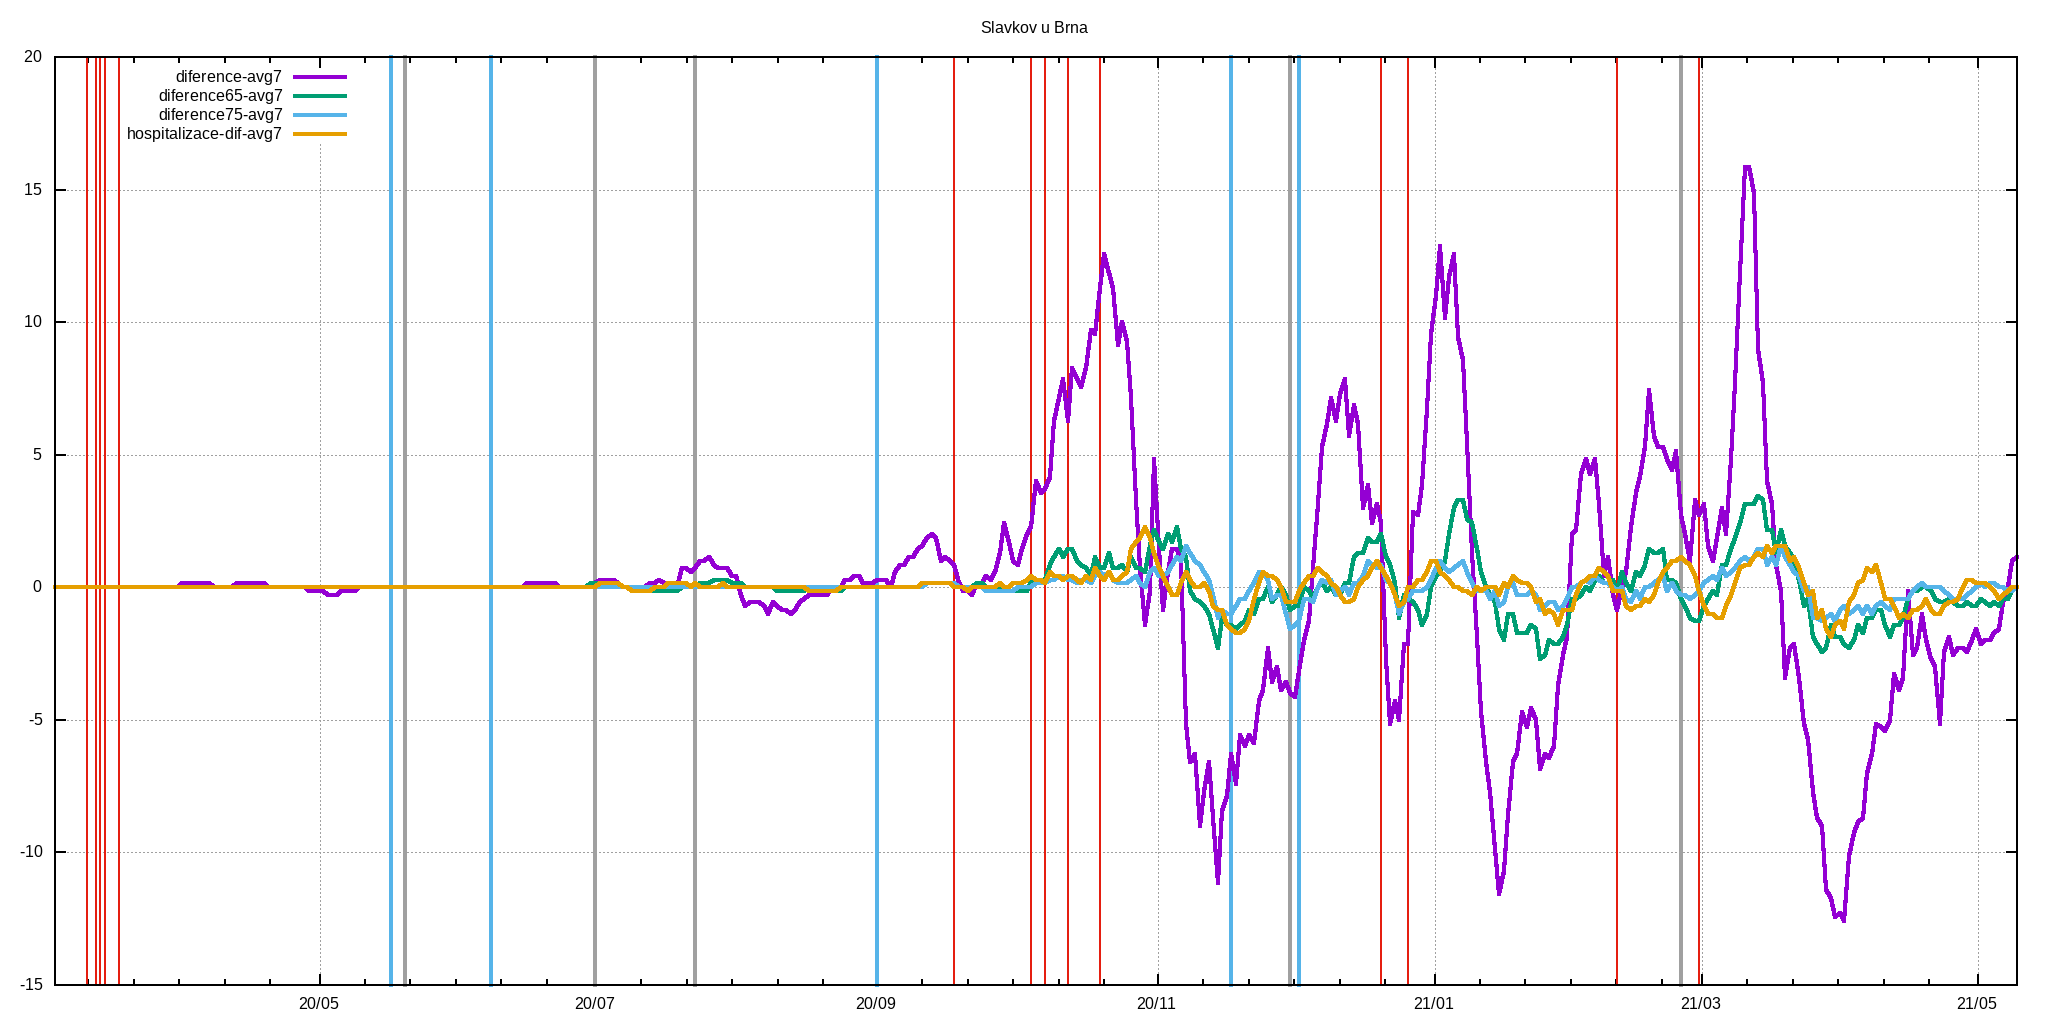 Slavkov u Brna
20
diference-avg7
diference65-avg7
diference75-avg7
hospitalizace-dif-avg7
15
10
5
0
-5
-10
-15
20/05 20/07 20/09 20/11 21/01 21/03 21/05